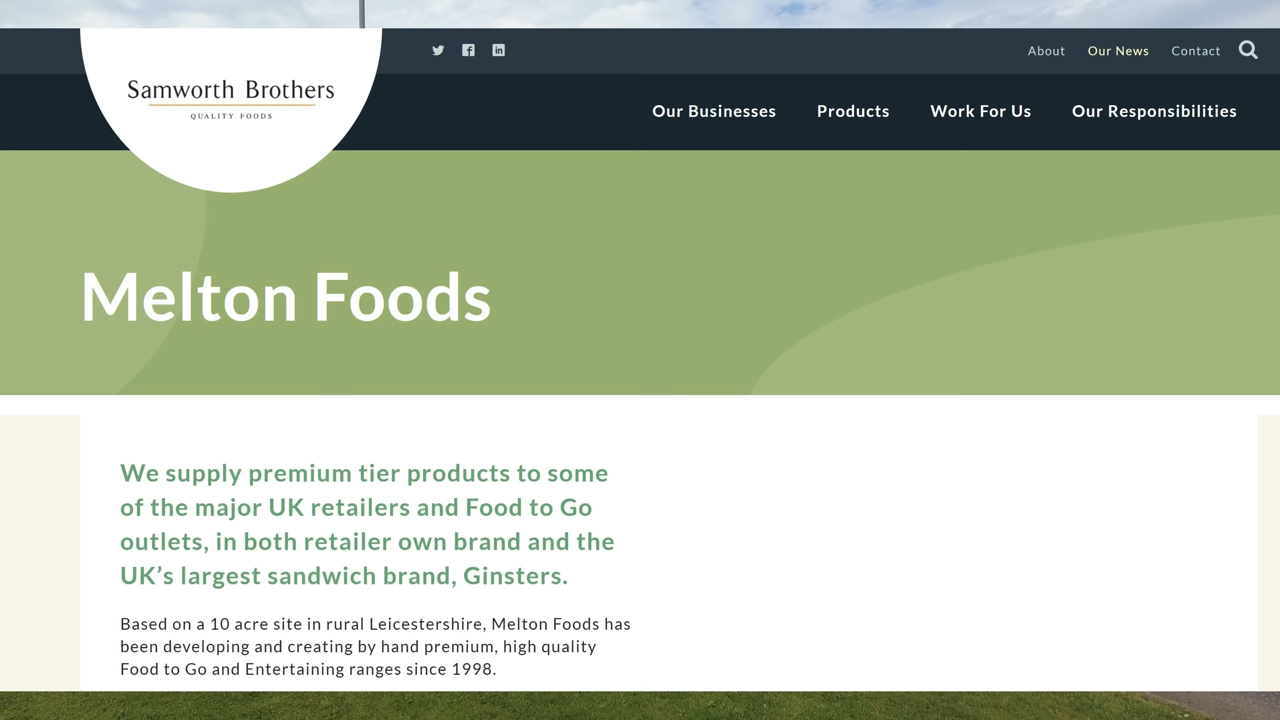 Samworth Brothers
QUALITY FOODS
About
Our News
Contact
Our Businesses
Products
Work For Us
Our Responsibilities
Melton Foods
We supply premium tier products to some
of the major UK retailers and Food to Go
outlets, in both retailer own brand and the
UK’s largest sandwich brand, Ginsters.
Based on a 10 acre site in rural Leicestershire, Melton Foods has
been developing and creating by hand premium, high quality
Food to Go and Entertaining ranges since 1998.